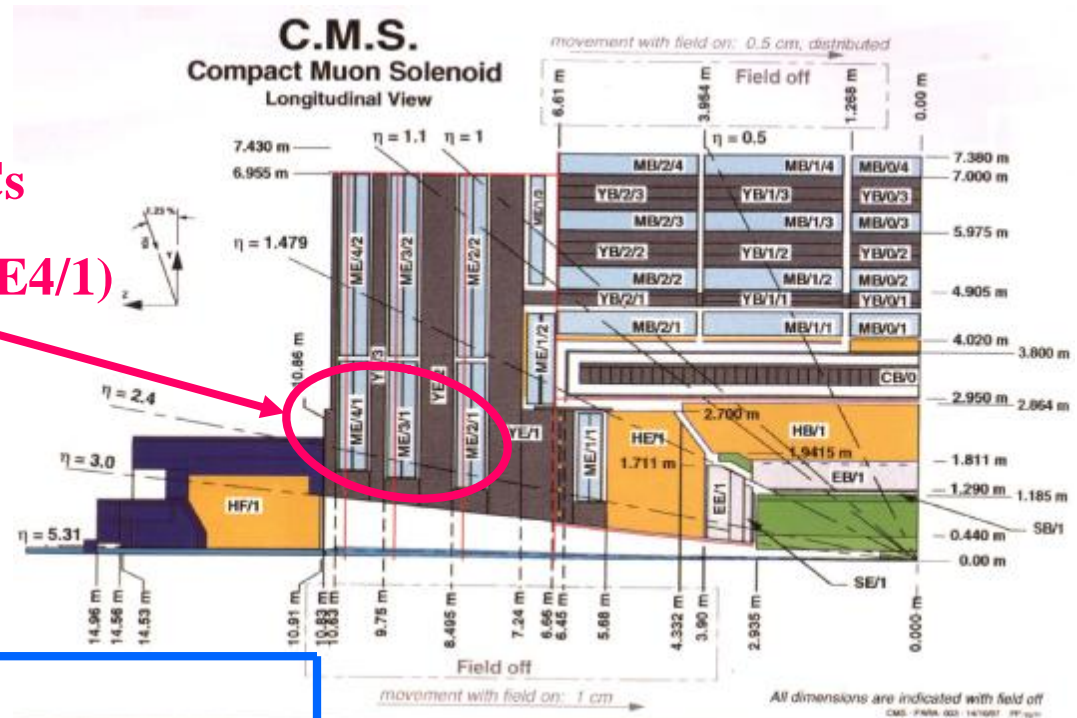 C.M.S.
Compact Muon Solenoid
Longitudinal View
movement with field on: 0.5 cm, distributed
Field off
6.61 m
3.964 m
1.268 m
0.00 m
η = 1.1
η = 1
η = 0.5
7.430 m
6.955 m
η = 1.479
E4/1)
Y
Z
ME/4/2
ME/3/2
ME/2/2
ME/1/3
MB/2/4
MB/1/4
MB/0/4
7.380 m
7.000 m
YB/2/3
YB/1/3
YB/0/3
MB/2/3
MB/1/3
MB/0/3
5.975 m
YB/2/2
YB/1/2
YB/0/2
MB/2/2
MB/1/2
MB/0/2
4.905 m
YB/2/1
YB/1/1
YB/0/1
MB/2/1
MB/1/1
MB/0/1
4.020 m
3.800 m
CB/0
2.950 m
2.864 m
10.86 m
ME/4/1
ME/3/1
ME/2/1
YE/1
ME/1/2
ME/1/1
η = 2.4
η = 3.0
η = 5.31
HF/1
HE/1
2.700 m
HB/1
1.711 m
1.9415 m
1.811 m
EB/1
EE/1
1.290 m
1.185 m
SB/1
0.440 m
0.00 m
SE/1
14.96 m
14.56 m
14.53 m
10.91 m
10.83 m
10.63 m
9.75 m
8.495 m
7.24 m
6.66 m
6.45 m
5.68 m
4.332 m
3.90 m
2.935 m
0.000 m
Field off
movement with field on: 1 cm
All dimensions are indicated with field off